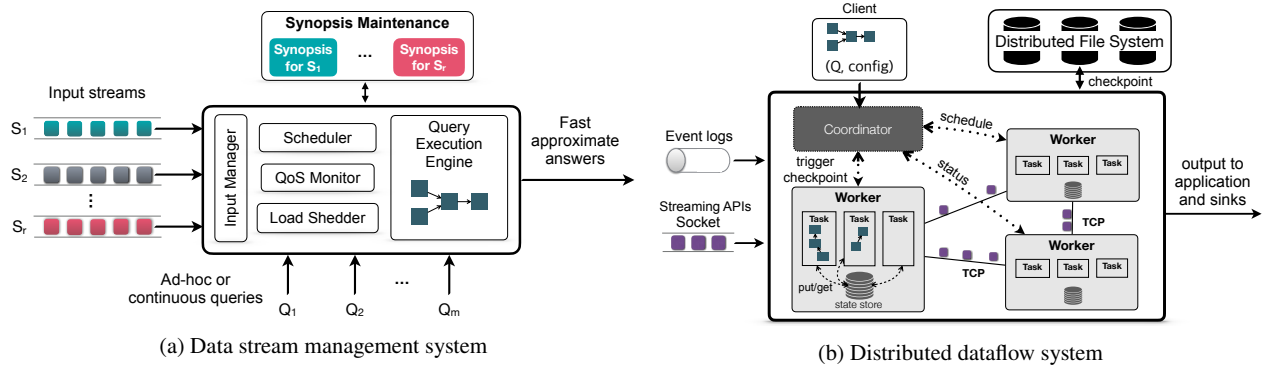 Synopsis Maintenance
Synopsis
for S1
...
Synopsis
for Sr
Input streams
S1
S2
Sr
Input Manager
Scheduler
QoS Monitor
Load Shedder
Query
Execution
Engine
Fast
approximate
answers
Ad-hoc or
continuous queries
Q1
Q2
...
Qm
(a) Data stream management system
Client
(Q, config)
Distributed File System
checkpoint
Coordinator
schedule
status
trigger
checkpoint
Event logs
Streaming APIs
Socket
Worker
Task
Task
Task
put/get
state store
Worker
Task
Task
Task
TCP
TCP
Worker
Task
Task
Task
output to
application
and sinks
(b) Distributed dataflow system